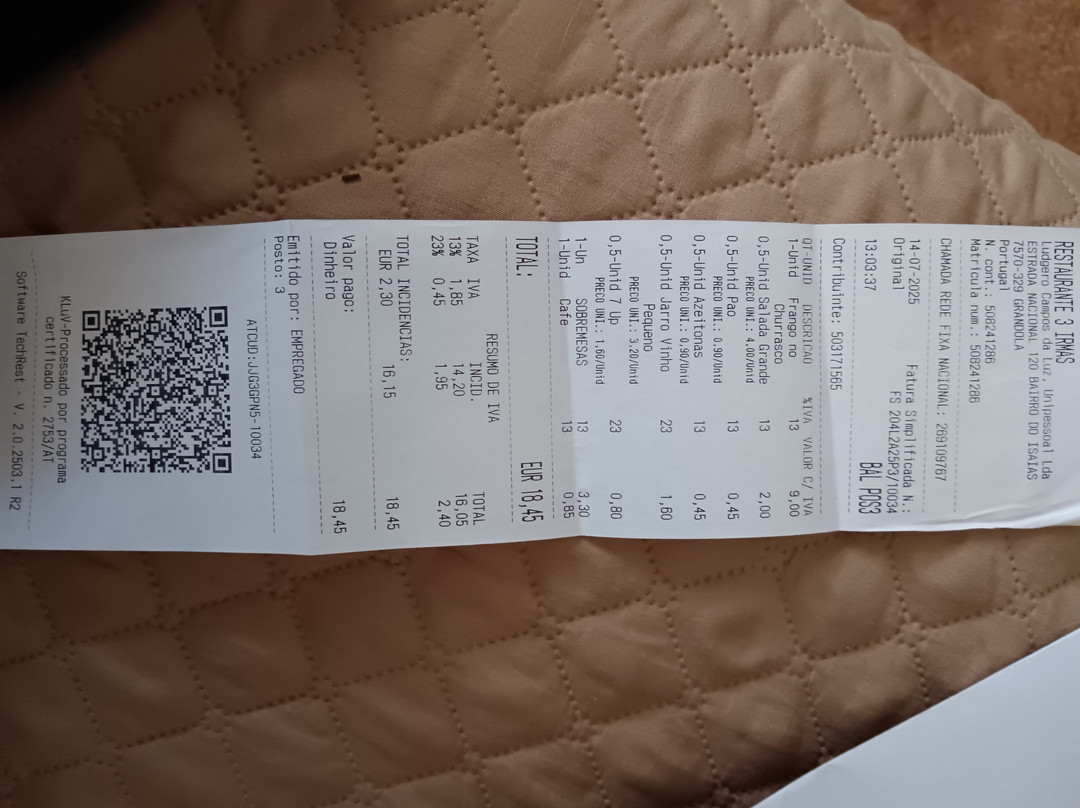 RESTAURANTE 3 IRMAS
Ludgero Campos da Luz, Unipessoal Lda
ESTRADA NACIONAL 120 BAIRRO DO ISAIAS
7570-329 GRANDOLA
Portugal
N. cont.: 508241286
Matricula num.: 508241286
CHAMADA REDE FIXA NACIONAL: 269109767
Fatura Simplificada N.:
14-07-2025 FS 204L2A25P3/10034
Original
13:03:37 BAL POS3
Contribuinte: 503171565
QT-UNID DESCRICAO %IVA VALOR C/ IVA
1-Unid Frango no 13 9,00
Churrasco
0,5-Unid Salada Grande 13 2,00
PRECO UNI.: 4.00/Unid
0,5-Unid Pao 13 0,45
PRECO UNI.: 0.90/Unid
0,5-Unid Azeitonas 13 0,45
PRECO UNI.: 0.90/Unid
0,5-Unid Jarro Vinho 23 1,60
Pequeno
PRECO UNI.: 3.20/Unid
0,5-Unid 7 Up 23 0,80
PRECO UNI.: 1.60/Unid
1-Un SOBREMESAS 13 3,30
1-Unid Cafe 13 0,85
TOTAL: EUR 18,45
RESUMO DE IVA
TAXA IVA INCID. TOTAL
13% 1,85 14,20 16,05
23% 0,45 1,95 2,40
TOTAL INCIDENCIAS:
EUR 2,30 16,15 18,45
Valor pago:
Dinheiro 18,45
Emitido por: EMPREGADO
Posto: 3
ATCUD:JJG3GPN5-10034
KLuV-Processado por programa
certificado n. 2753/AT
Software TechRest - V. 2.0.2503.1 R2